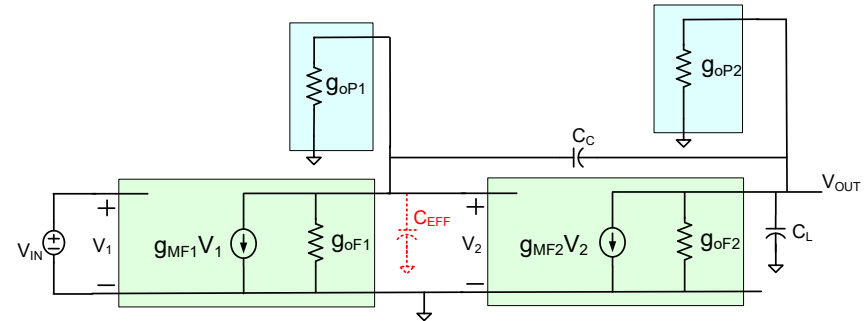 g_oP1
g_oP2
C_C
V_OUT
V_IN
+
V_1
−
g_MF1V_1
g_oF1
C_EFF
+
V_2
−
g_MF2V_2
g_oF2
C_L